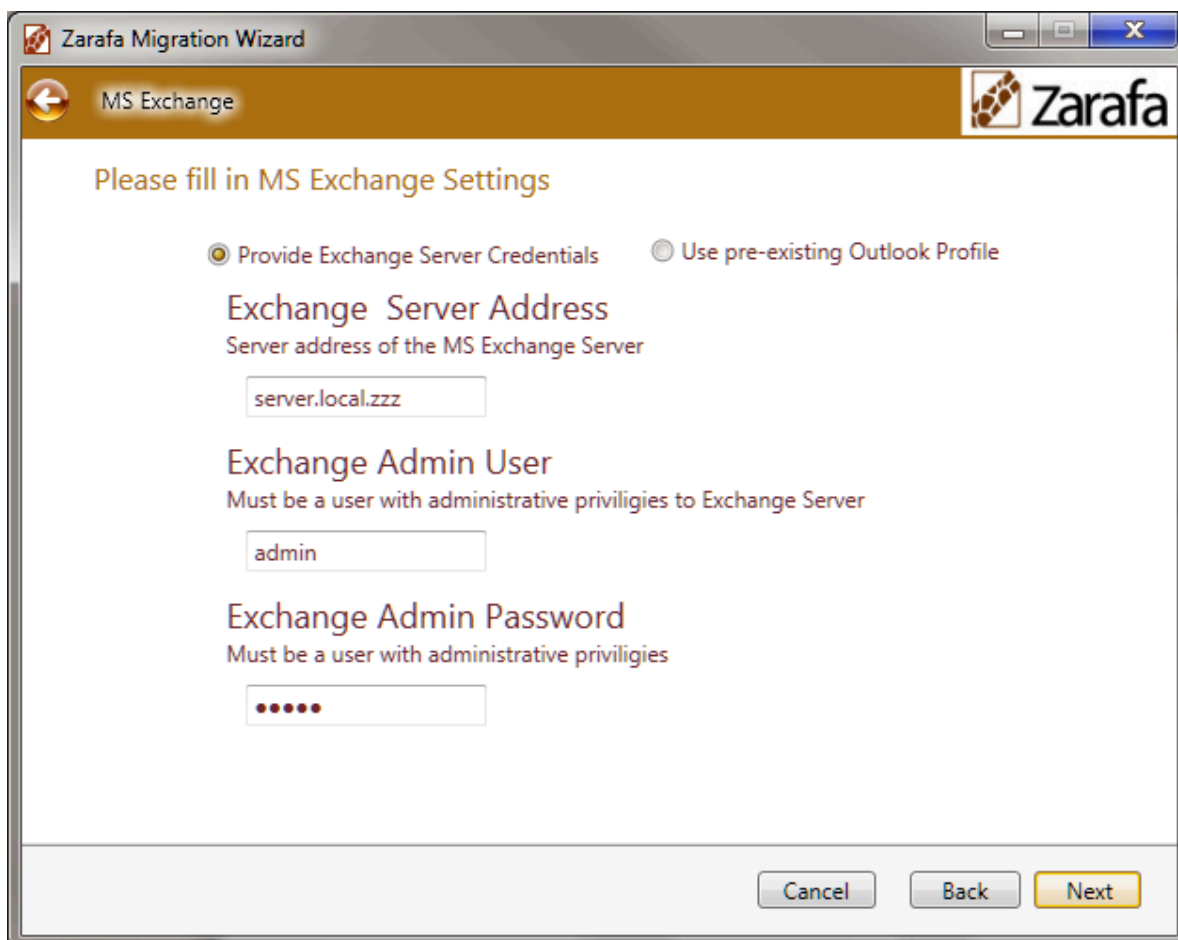 Zarafa Migration Wizard
MS Exchange
Zarafa
Please fill in MS Exchange Settings
Provide Exchange Server Credentials Use pre-existing Outlook Profile
Exchange Server Address
Server address of the MS Exchange Server
server.local.zzz
Exchange Admin User
Must be a user with administrative priviligies to Exchange Server
admin
Exchange Admin Password
Must be a user with administrative priviligies
•••••
Cancel Back Next